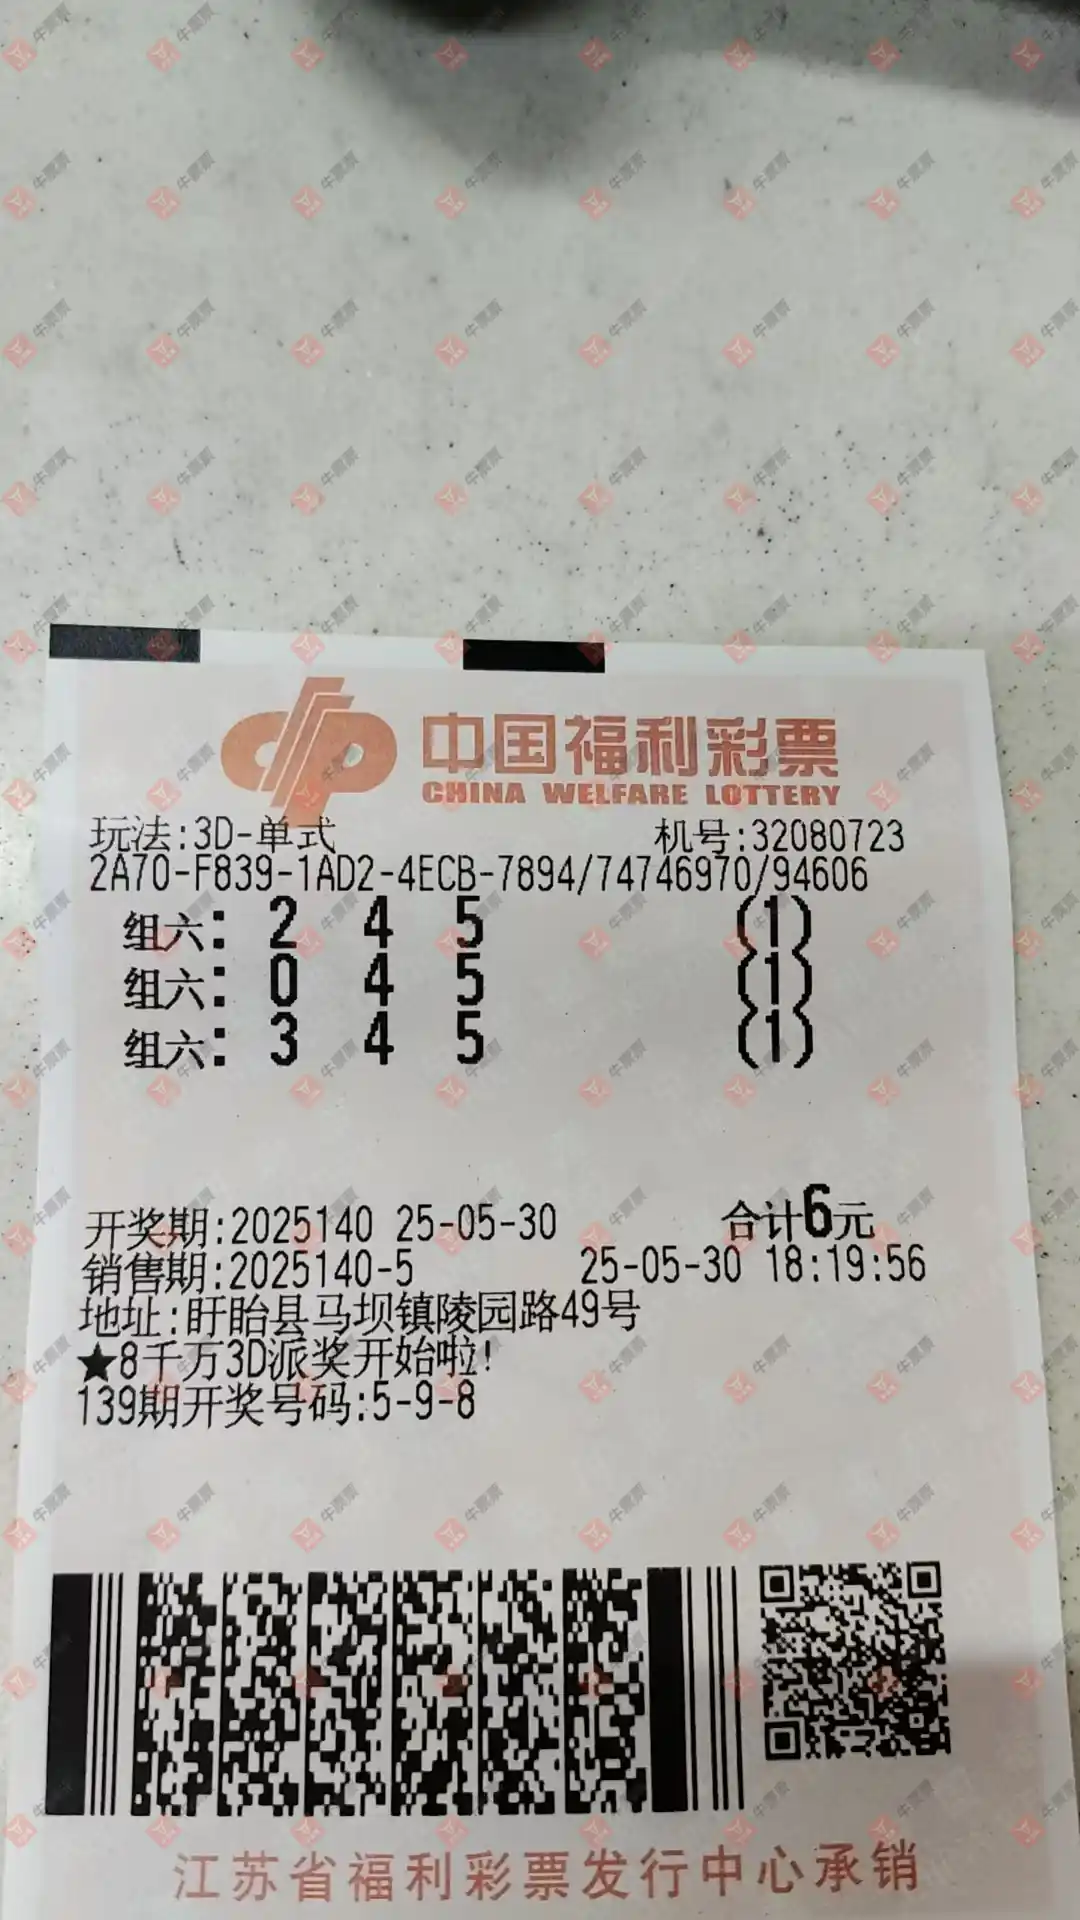 中国福利彩票
CHINA WELFARE LOTTERY
玩法:3D-单式 机号:32080723
2A70-F839-1AD2-4ECB-7894/74746970/94606
组六: 2 4 5 (1)
组六: 0 4 5 (1)
组六: 3 4 5 (1)
开奖期:2025140 25-05-30 合计6元
销售期:2025140-5 25-05-30 18:19:56
地址:盱眙县马坝镇陵园路49号
★8千万3D派奖开始啦!
139期开奖号码:5-9-8
江苏省福利彩票发行中心承销
牛票票